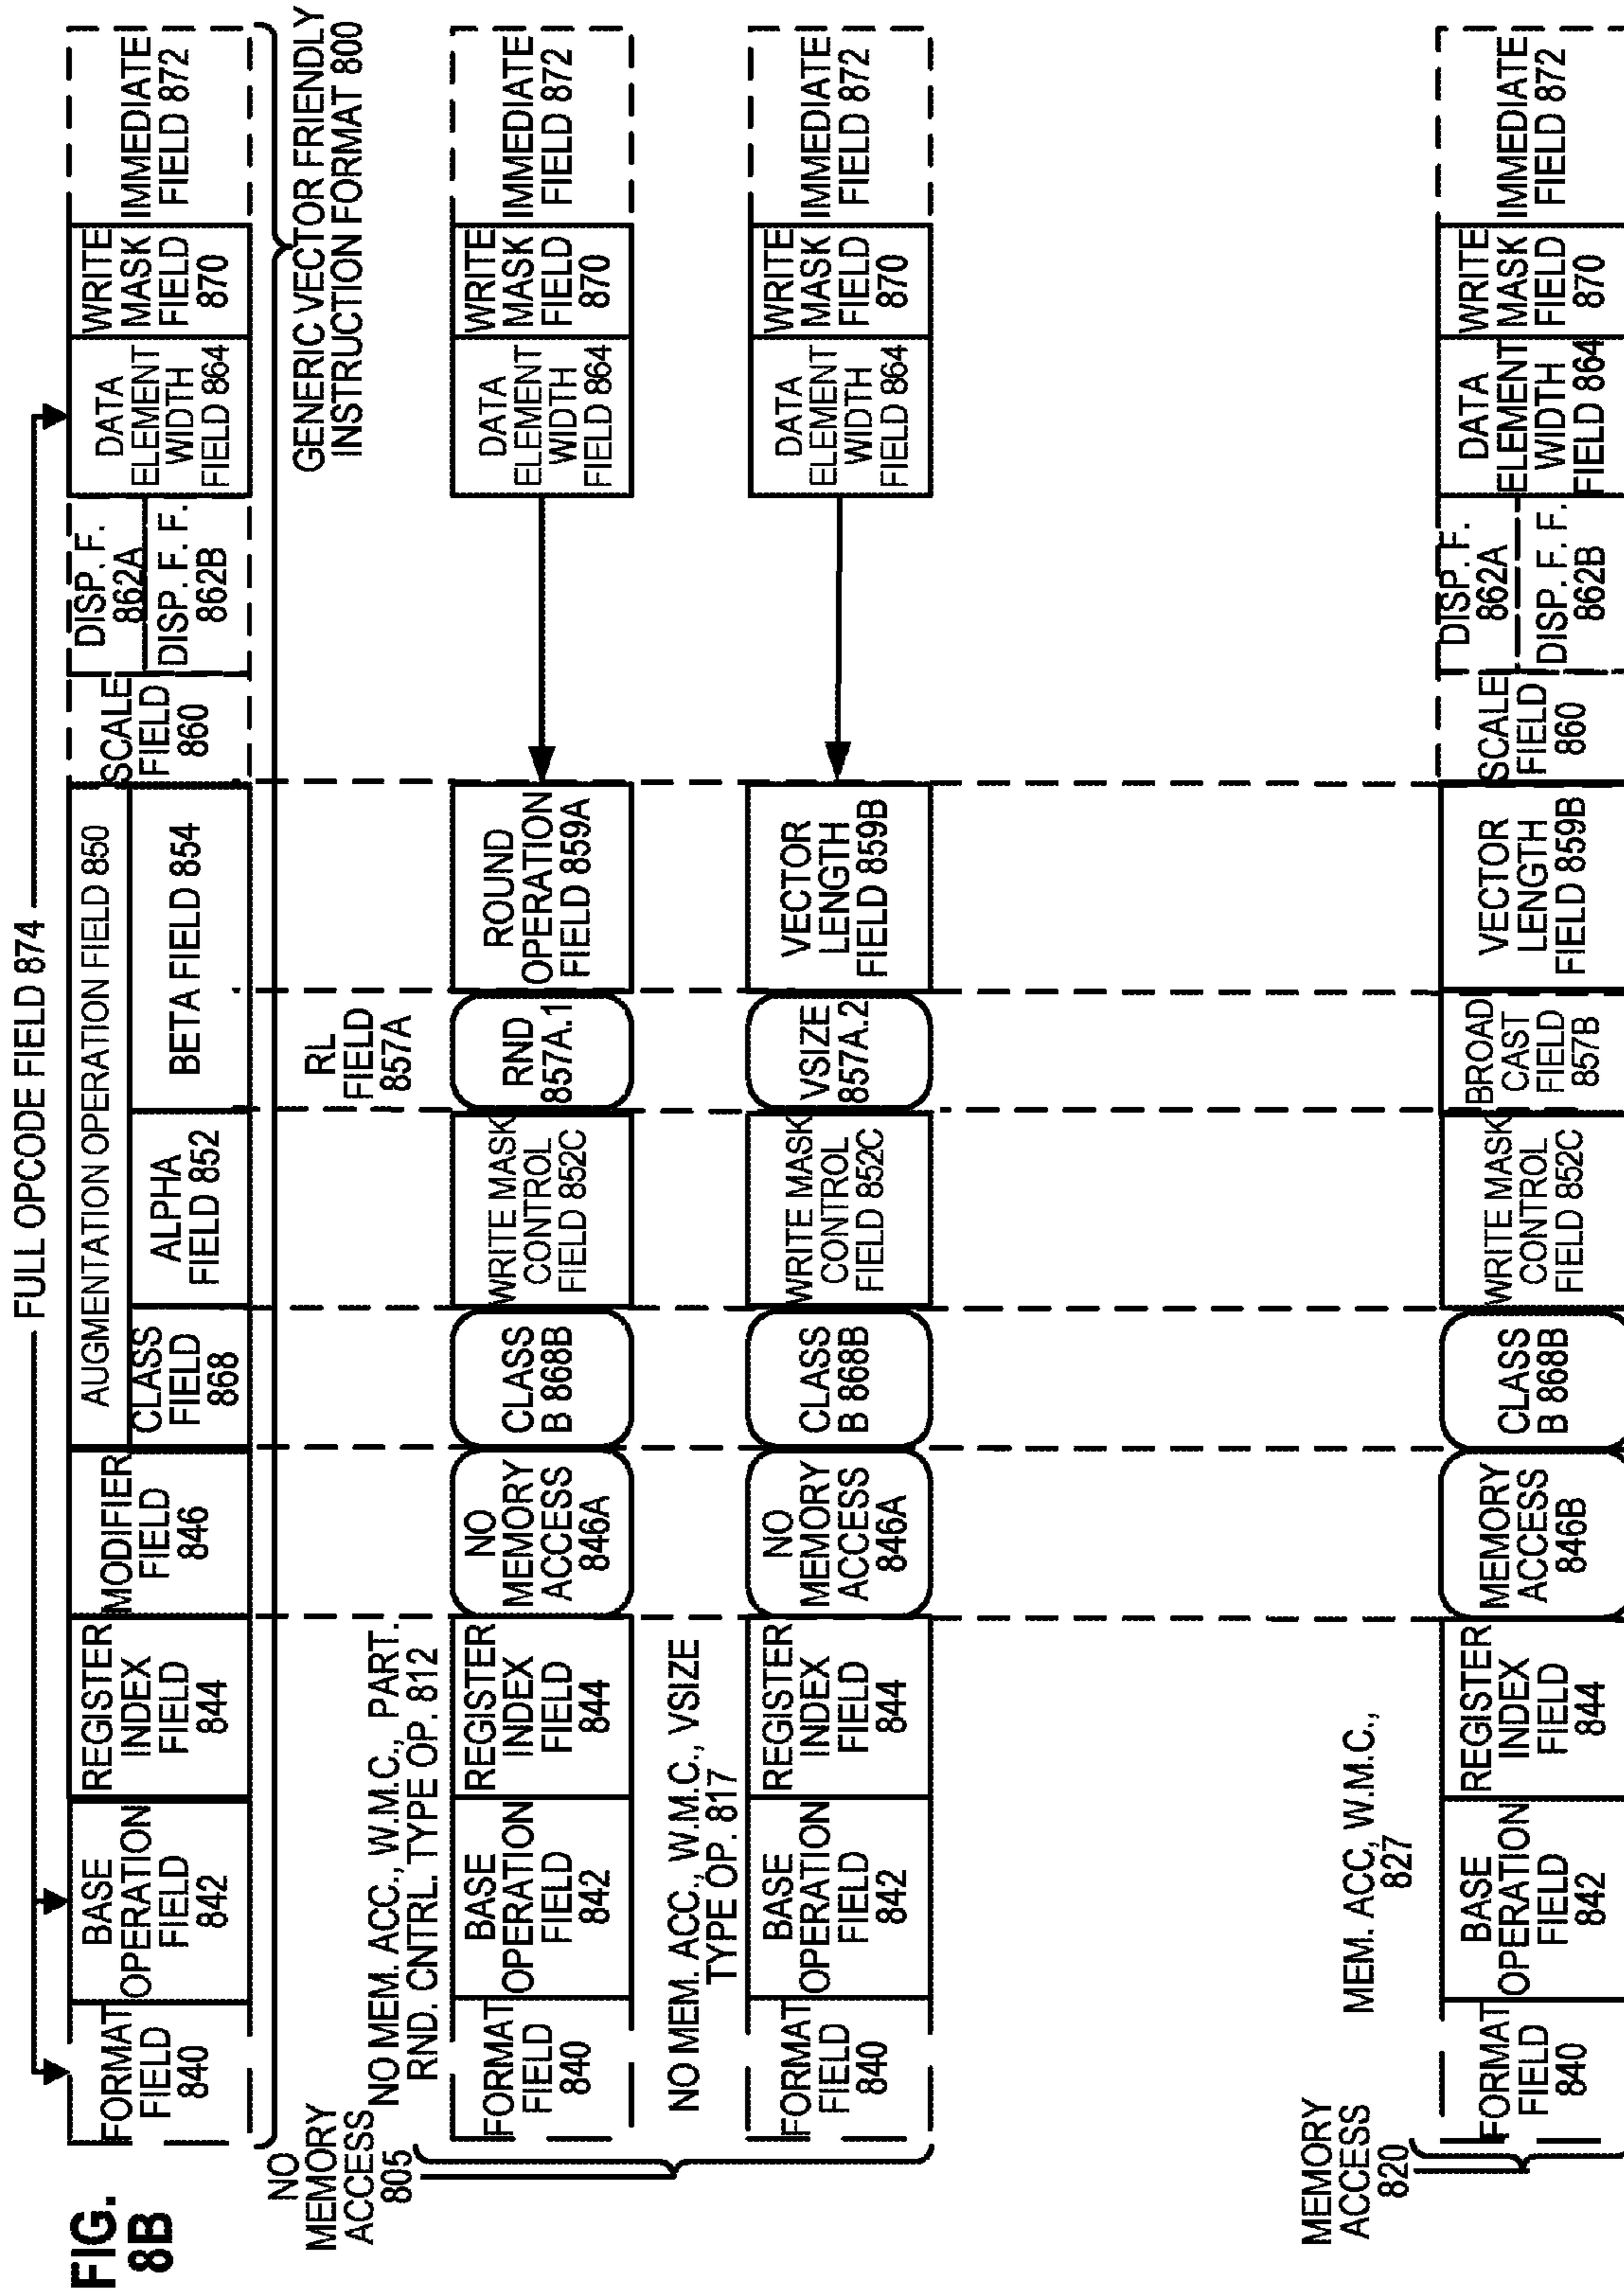 FIG.
8B
FULL OPCODE FIELD 874
FORMAT
FIELD
840
BASE
OPERATION
FIELD
842
REGISTER
INDEX
FIELD
844
MODIFIER
FIELD
846
AUGMENTATION OPERATION FIELD 850
CLASS
FIELD
868
ALPHA
FIELD 852
BETA FIELD 854
SCALE
FIELD
860
DISP. F.
862A
DISP. F. F.
862B
DATA
ELEMENT
WIDTH
FIELD 864
WRITE
MASK
FIELD
870
IMMEDIATE
FIELD 872
GENERIC VECTOR FRIENDLY
INSTRUCTION FORMAT 800
NO
MEMORY
ACCESS
805
NO MEM. ACC., W.M.C., PART.
RND. CNTRL. TYPE OP. 812
RL
FIELD
857A
FORMAT
FIELD
840
BASE
OPERATION
FIELD
842
REGISTER
INDEX
FIELD
844
NO
MEMORY
ACCESS
846A
CLASS
B 868B
WRITE MASK
CONTROL
FIELD 852C
RND
857A.1
ROUND
OPERATION
FIELD 859A
DATA
ELEMENT
WIDTH
FIELD 864
WRITE
MASK
FIELD
870
IMMEDIATE
FIELD 872
NO MEM. ACC., W.M.C., VSIZE
TYPE OP. 817
FORMAT
FIELD
840
BASE
OPERATION
FIELD
842
REGISTER
INDEX
FIELD
844
NO
MEMORY
ACCESS
846A
CLASS
B 868B
WRITE MASK
CONTROL
FIELD 852C
VSIZE
857A.2
VECTOR
LENGTH
FIELD 859B
DATA
ELEMENT
WIDTH
FIELD 864
WRITE
MASK
FIELD
870
IMMEDIATE
FIELD 872
MEMORY
ACCESS
820
MEM. ACC, W.M.C.,
827
FORMAT
FIELD
840
BASE
OPERATION
FIELD
842
REGISTER
INDEX
FIELD
844
MEMORY
ACCESS
846B
CLASS
B 868B
WRITE MASK
CONTROL
FIELD 852C
BROAD
CAST
FIELD
857B
VECTOR
LENGTH
FIELD 859B
SCALE
FIELD
860
DISP. F.
862A
DISP. F. F.
862B
DATA
ELEMENT
WIDTH
FIELD 864
WRITE
MASK
FIELD
870
IMMEDIATE
FIELD 872